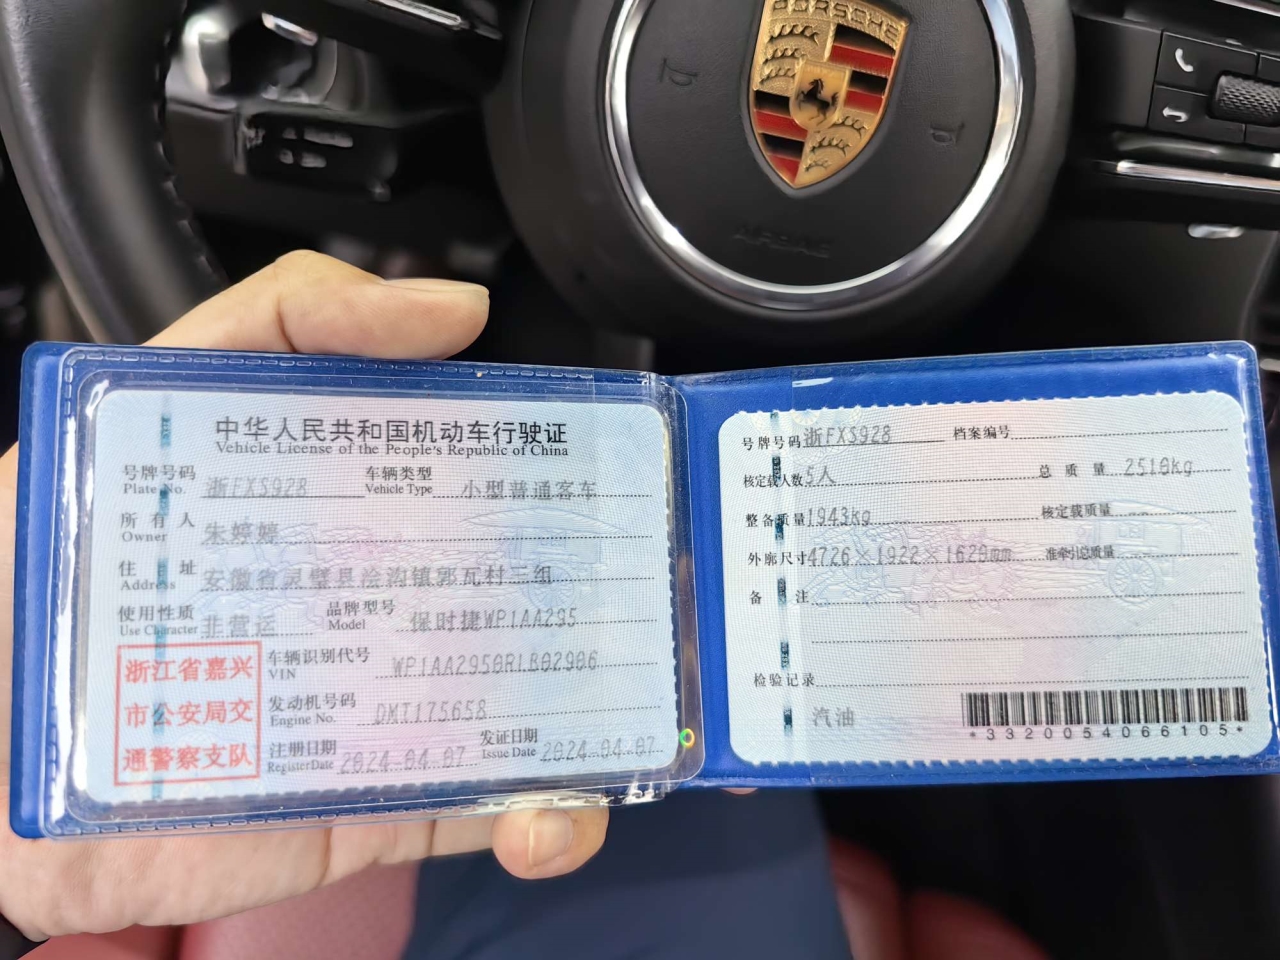 PORSCHE
AIRBAG
中华人民共和国机动车行驶证
Vehicle License of the People's Republic of China
号牌号码 浙FXS928 车辆类型 小型普通客车
Plate No. Vehicle Type
所有人 朱婷婷
Owner
住址 安徽省灵璧县浍沟镇郭瓦村三组
Address
使用性质 非营运 品牌型号 保时捷WP1AA295
Use Character Model
浙江省嘉兴
市公安局交
通警察支队
车辆识别代号 WP1AA2950RLB02906
VIN
发动机号码 DMT175658
Engine No.
注册日期 2024-04-07 发证日期 2024-04-07
Register Date Issue Date
号牌号码 浙FXS928 档案编号
核定载人数 5人 总质量 2510kg
整备质量 1943kg 核定载质量
外廓尺寸 4726×1922×1620mm 准牵引总质量
备注
检验记录
汽油
*3320054066105*